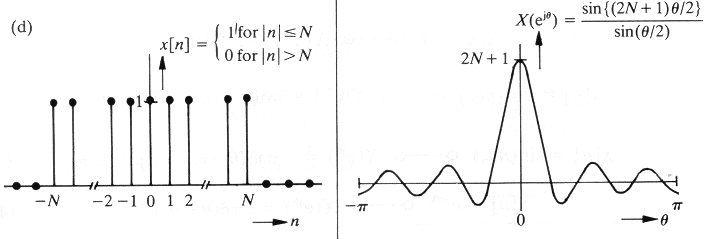 (d)
x[n] = { 1 for |n| ≤ N
0 for |n| > N
1
−N −2 −1 0 1 2 N
n
X(e^{jθ}) = sin{(2N + 1)θ/2} / sin(θ/2)
2N + 1
−π 0 π
θ